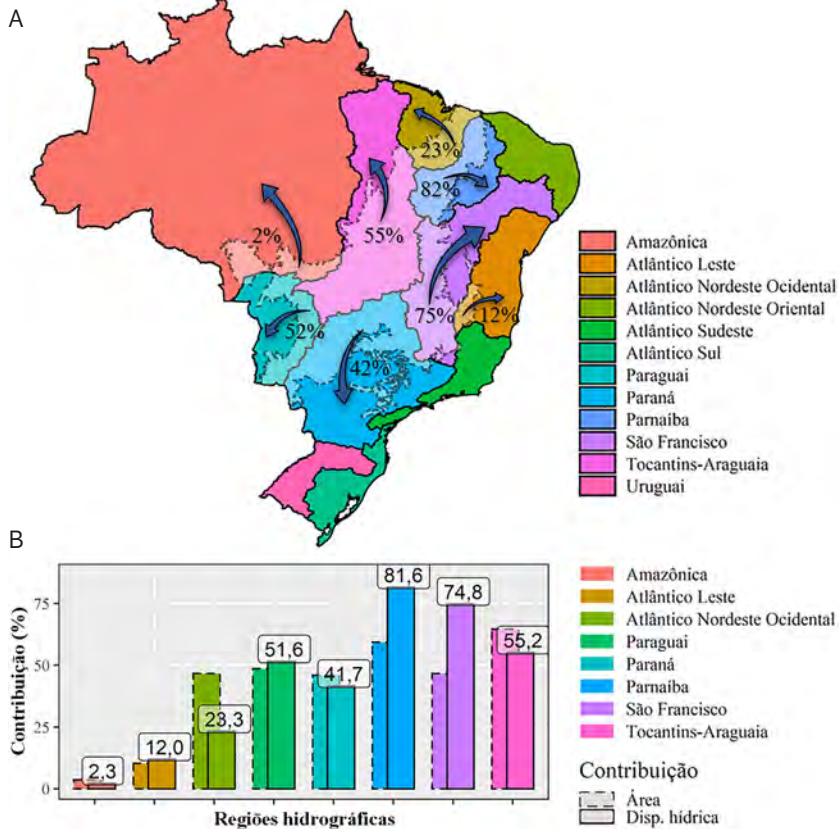 A
23%
82%
2%
55%
75%
12%
52%
42%
Amazônica
Atlântico Leste
Atlântico Nordeste Ocidental
Atlântico Nordeste Oriental
Atlântico Sudeste
Atlântico Sul
Paraguai
Paraná
Parnaíba
São Francisco
Tocantins-Araguaia
Uruguai
B
Contribuição (%)
75
50
25
0
2,3
12,0
23,3
51,6
41,7
81,6
74,8
55,2
Regiões hidrográficas
Amazônica
Atlântico Leste
Atlântico Nordeste Ocidental
Paraguai
Paraná
Parnaíba
São Francisco
Tocantins-Araguaia
Contribuição
Área
Disp. hídrica